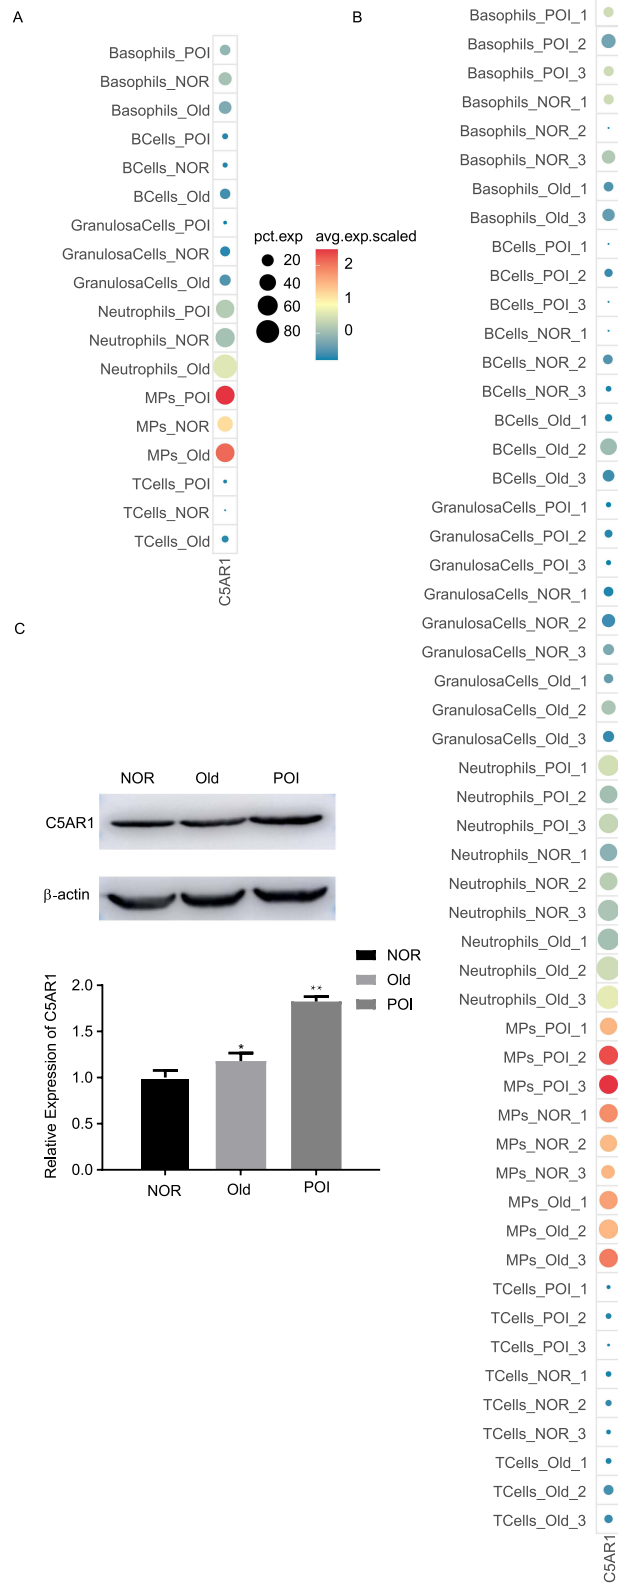 A
Basophils_POI
Basophils_NOR
Basophils_Old
BCells_POI
BCells_NOR
BCells_Old
GranulosaCells_POI
GranulosaCells_NOR
GranulosaCells_Old
Neutrophils_POI
Neutrophils_NOR
Neutrophils_Old
MPs_POI
MPs_NOR
MPs_Old
TCells_POI
TCells_NOR
TCells_Old
C5AR1
pct.exp
20
40
60
80
avg.exp.scaled
2
1
0
B
Basophils_POI_1
Basophils_POI_2
Basophils_POI_3
Basophils_NOR_1
Basophils_NOR_2
Basophils_NOR_3
Basophils_Old_1
Basophils_Old_3
BCells_POI_1
BCells_POI_2
BCells_POI_3
BCells_NOR_1
BCells_NOR_2
BCells_NOR_3
BCells_Old_1
BCells_Old_2
BCells_Old_3
GranulosaCells_POI_1
GranulosaCells_POI_2
GranulosaCells_POI_3
GranulosaCells_NOR_1
GranulosaCells_NOR_2
GranulosaCells_NOR_3
GranulosaCells_Old_1
GranulosaCells_Old_2
GranulosaCells_Old_3
Neutrophils_POI_1
Neutrophils_POI_2
Neutrophils_POI_3
Neutrophils_NOR_1
Neutrophils_NOR_2
Neutrophils_NOR_3
Neutrophils_Old_1
Neutrophils_Old_2
Neutrophils_Old_3
MPs_POI_1
MPs_POI_2
MPs_POI_3
MPs_NOR_1
MPs_NOR_2
MPs_NOR_3
MPs_Old_1
MPs_Old_2
MPs_Old_3
TCells_POI_1
TCells_POI_2
TCells_POI_3
TCells_NOR_1
TCells_NOR_2
TCells_NOR_3
TCells_Old_1
TCells_Old_2
TCells_Old_3
C5AR1
C
NOR Old POI
C5AR1
β-actin
NOR
Old
POI
Relative Expression of C5AR1
2.0
1.5
1.0
0.5
0.0
*
**
NOR Old POI